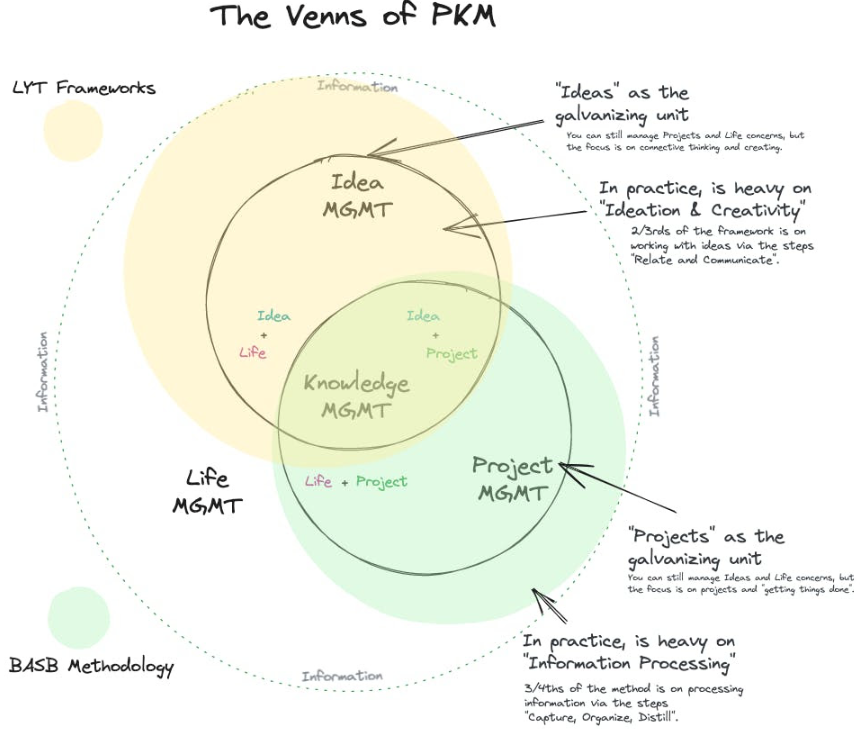 The Venns of PKM
LYT Frameworks
Information
"Ideas" as the
galvanizing unit
You can still manage Projects and Life concerns, but
the focus is on connective thinking and creating.
Idea
MGMT
In practice, is heavy on
"Ideation & Creativity"
2/3rds of the framework is on
working with ideas via the steps
"Relate and Communicate".
Idea
+
Life
Idea
+
Project
Information
Information
Knowledge
MGMT
Life
MGMT
Life + Project
Project
MGMT
"Projects" as the
galvanizing unit
You can still manage Ideas and Life concerns, but
the focus is on projects and "getting things done".
In practice, is heavy on
"Information Processing"
3/4ths of the method is on processing
information via the steps
"Capture, Organize, Distill".
BASB Methodology
Information